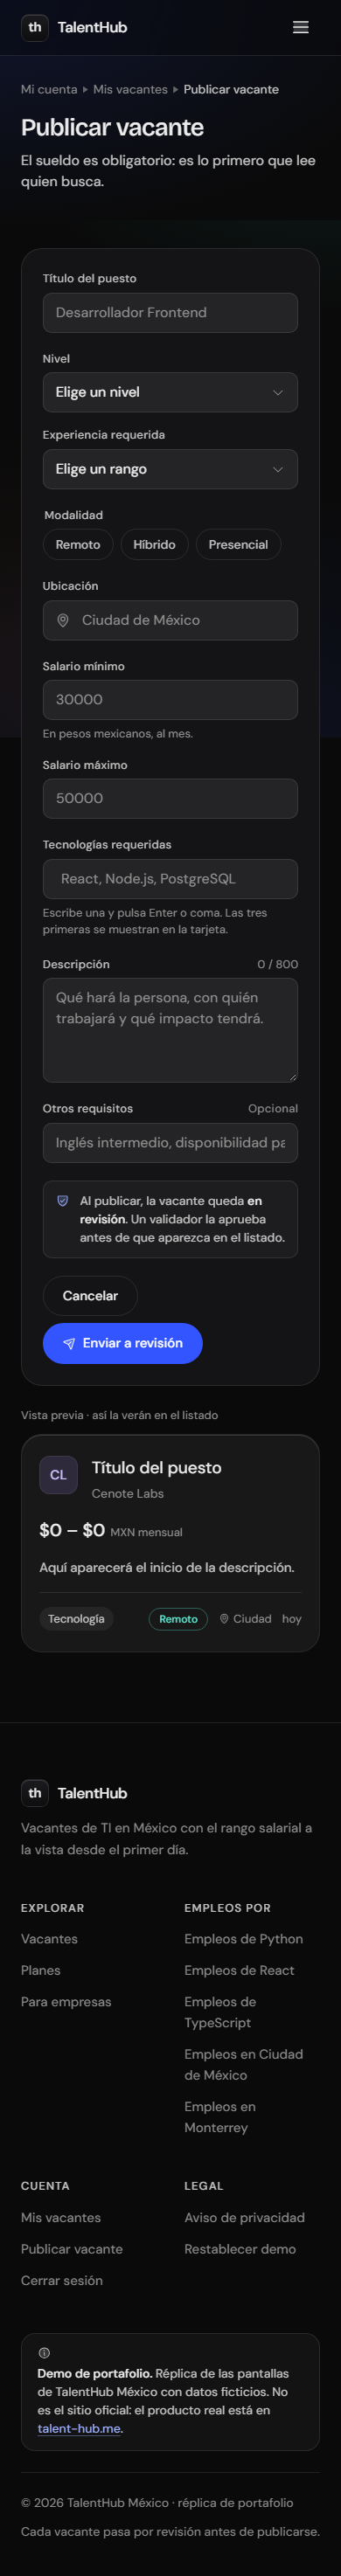 th TalentHub
Mi cuenta ▸ Mis vacantes ▸ Publicar vacante
Publicar vacante
El sueldo es obligatorio: es lo primero que lee
quien busca.
Título del puesto
Desarrollador Frontend
Nivel
Elige un nivel
Experiencia requerida
Elige un rango
Modalidad
Remoto Híbrido Presencial
Ubicación
Ciudad de México
Salario mínimo
30000
En pesos mexicanos, al mes.
Salario máximo
50000
Tecnologías requeridas
React, Node.js, PostgreSQL
Escribe una y pulsa Enter o coma. Las tres
primeras se muestran en la tarjeta.
Descripción 0 / 800
Qué hará la persona, con quién
trabajará y qué impacto tendrá.
Otros requisitos Opcional
Inglés intermedio, disponibilidad pa
Al publicar, la vacante queda en
revisión. Un validador la aprueba
antes de que aparezca en el listado.
Cancelar
Enviar a revisión
Vista previa · así la verán en el listado
CL Título del puesto
Cenote Labs
$0 – $0 MXN mensual
Aquí aparecerá el inicio de la descripción.
Tecnología Remoto Ciudad hoy
th TalentHub
Vacantes de TI en México con el rango salarial a
la vista desde el primer día.
EXPLORAR
Vacantes
Planes
Para empresas
EMPLEOS POR
Empleos de Python
Empleos de React
Empleos de
TypeScript
Empleos en Ciudad
de México
Empleos en
Monterrey
CUENTA
Mis vacantes
Publicar vacante
Cerrar sesión
LEGAL
Aviso de privacidad
Restablecer demo
Demo de portafolio. Réplica de las pantallas
de TalentHub México con datos ficticios. No
es el sitio oficial: el producto real está en
talent-hub.me.
© 2026 TalentHub México · réplica de portafolio
Cada vacante pasa por revisión antes de publicarse.